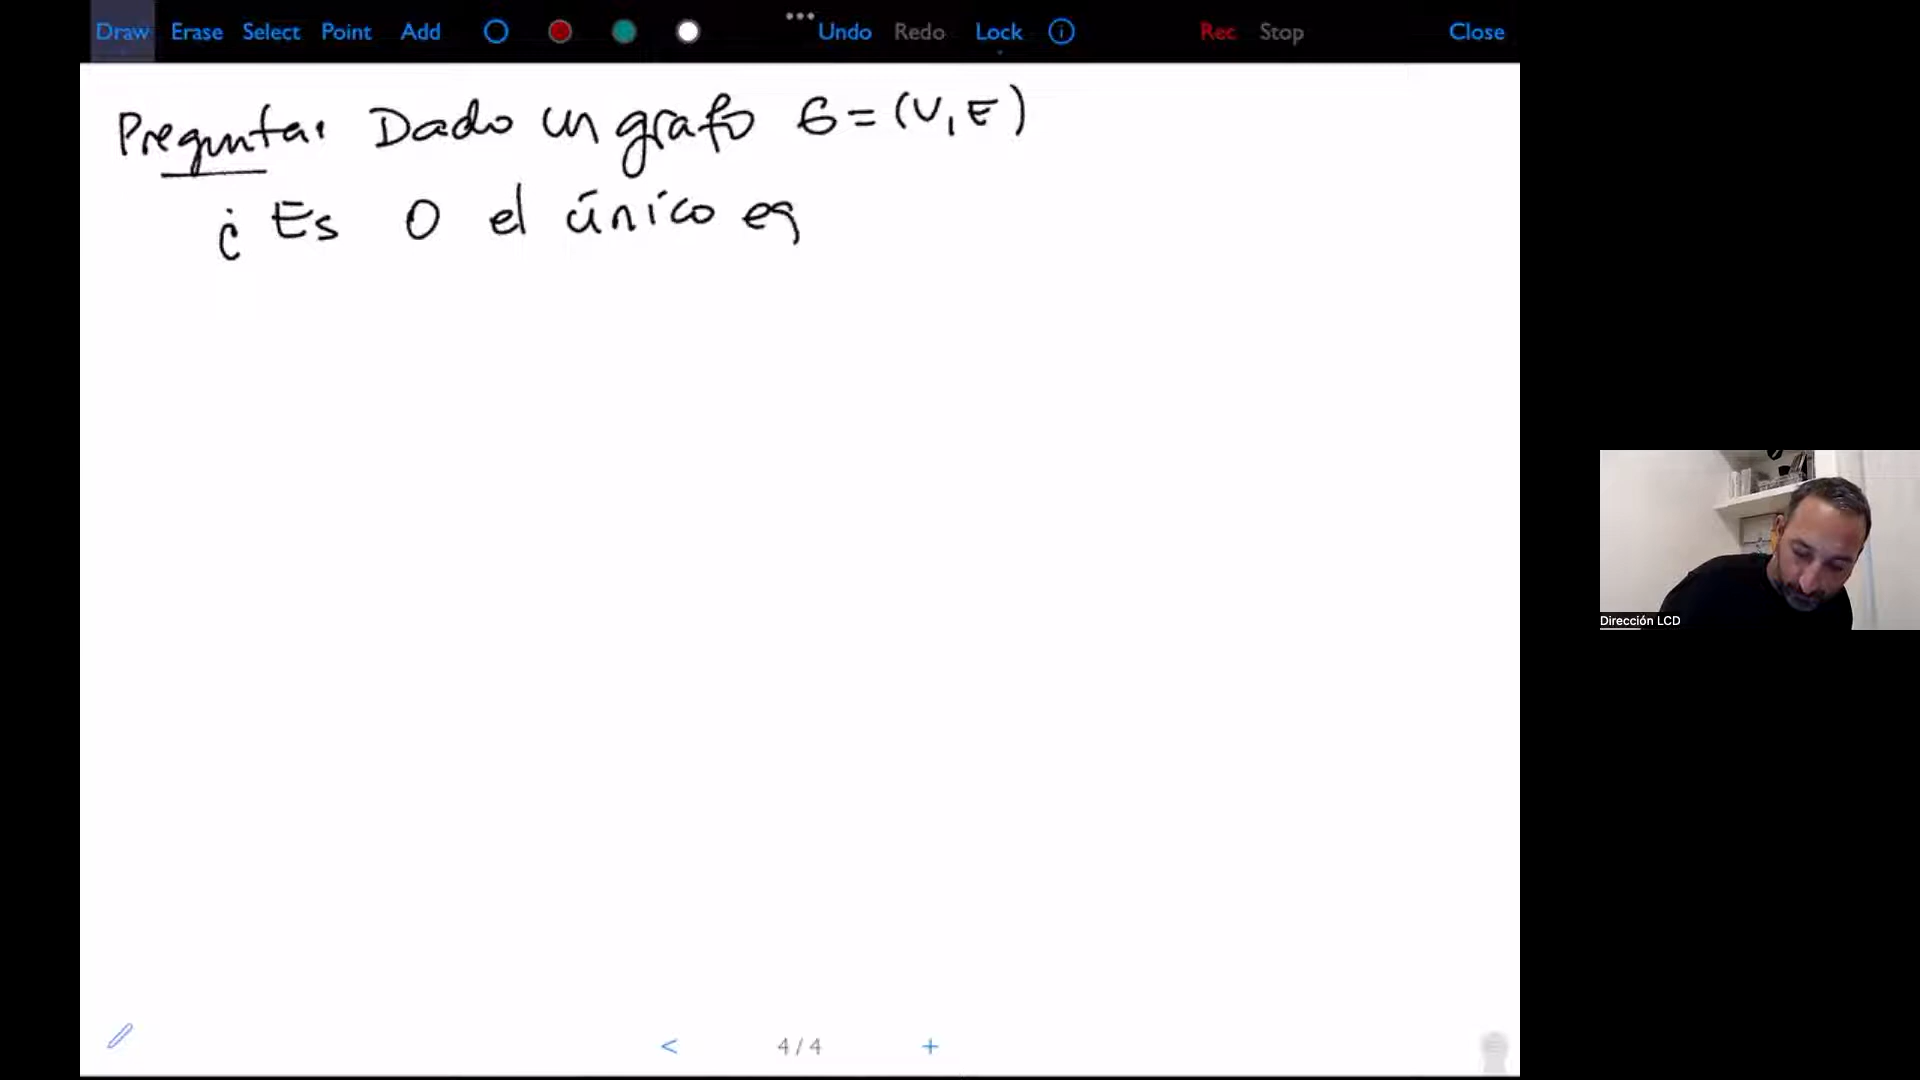 Draw Erase Select Point Add Undo Redo Lock Rec Stop Close
Pregunta. Dado un grafo G=(V,E)
¿Es 0 el único eq
Dirección LCD
< 4/4 +